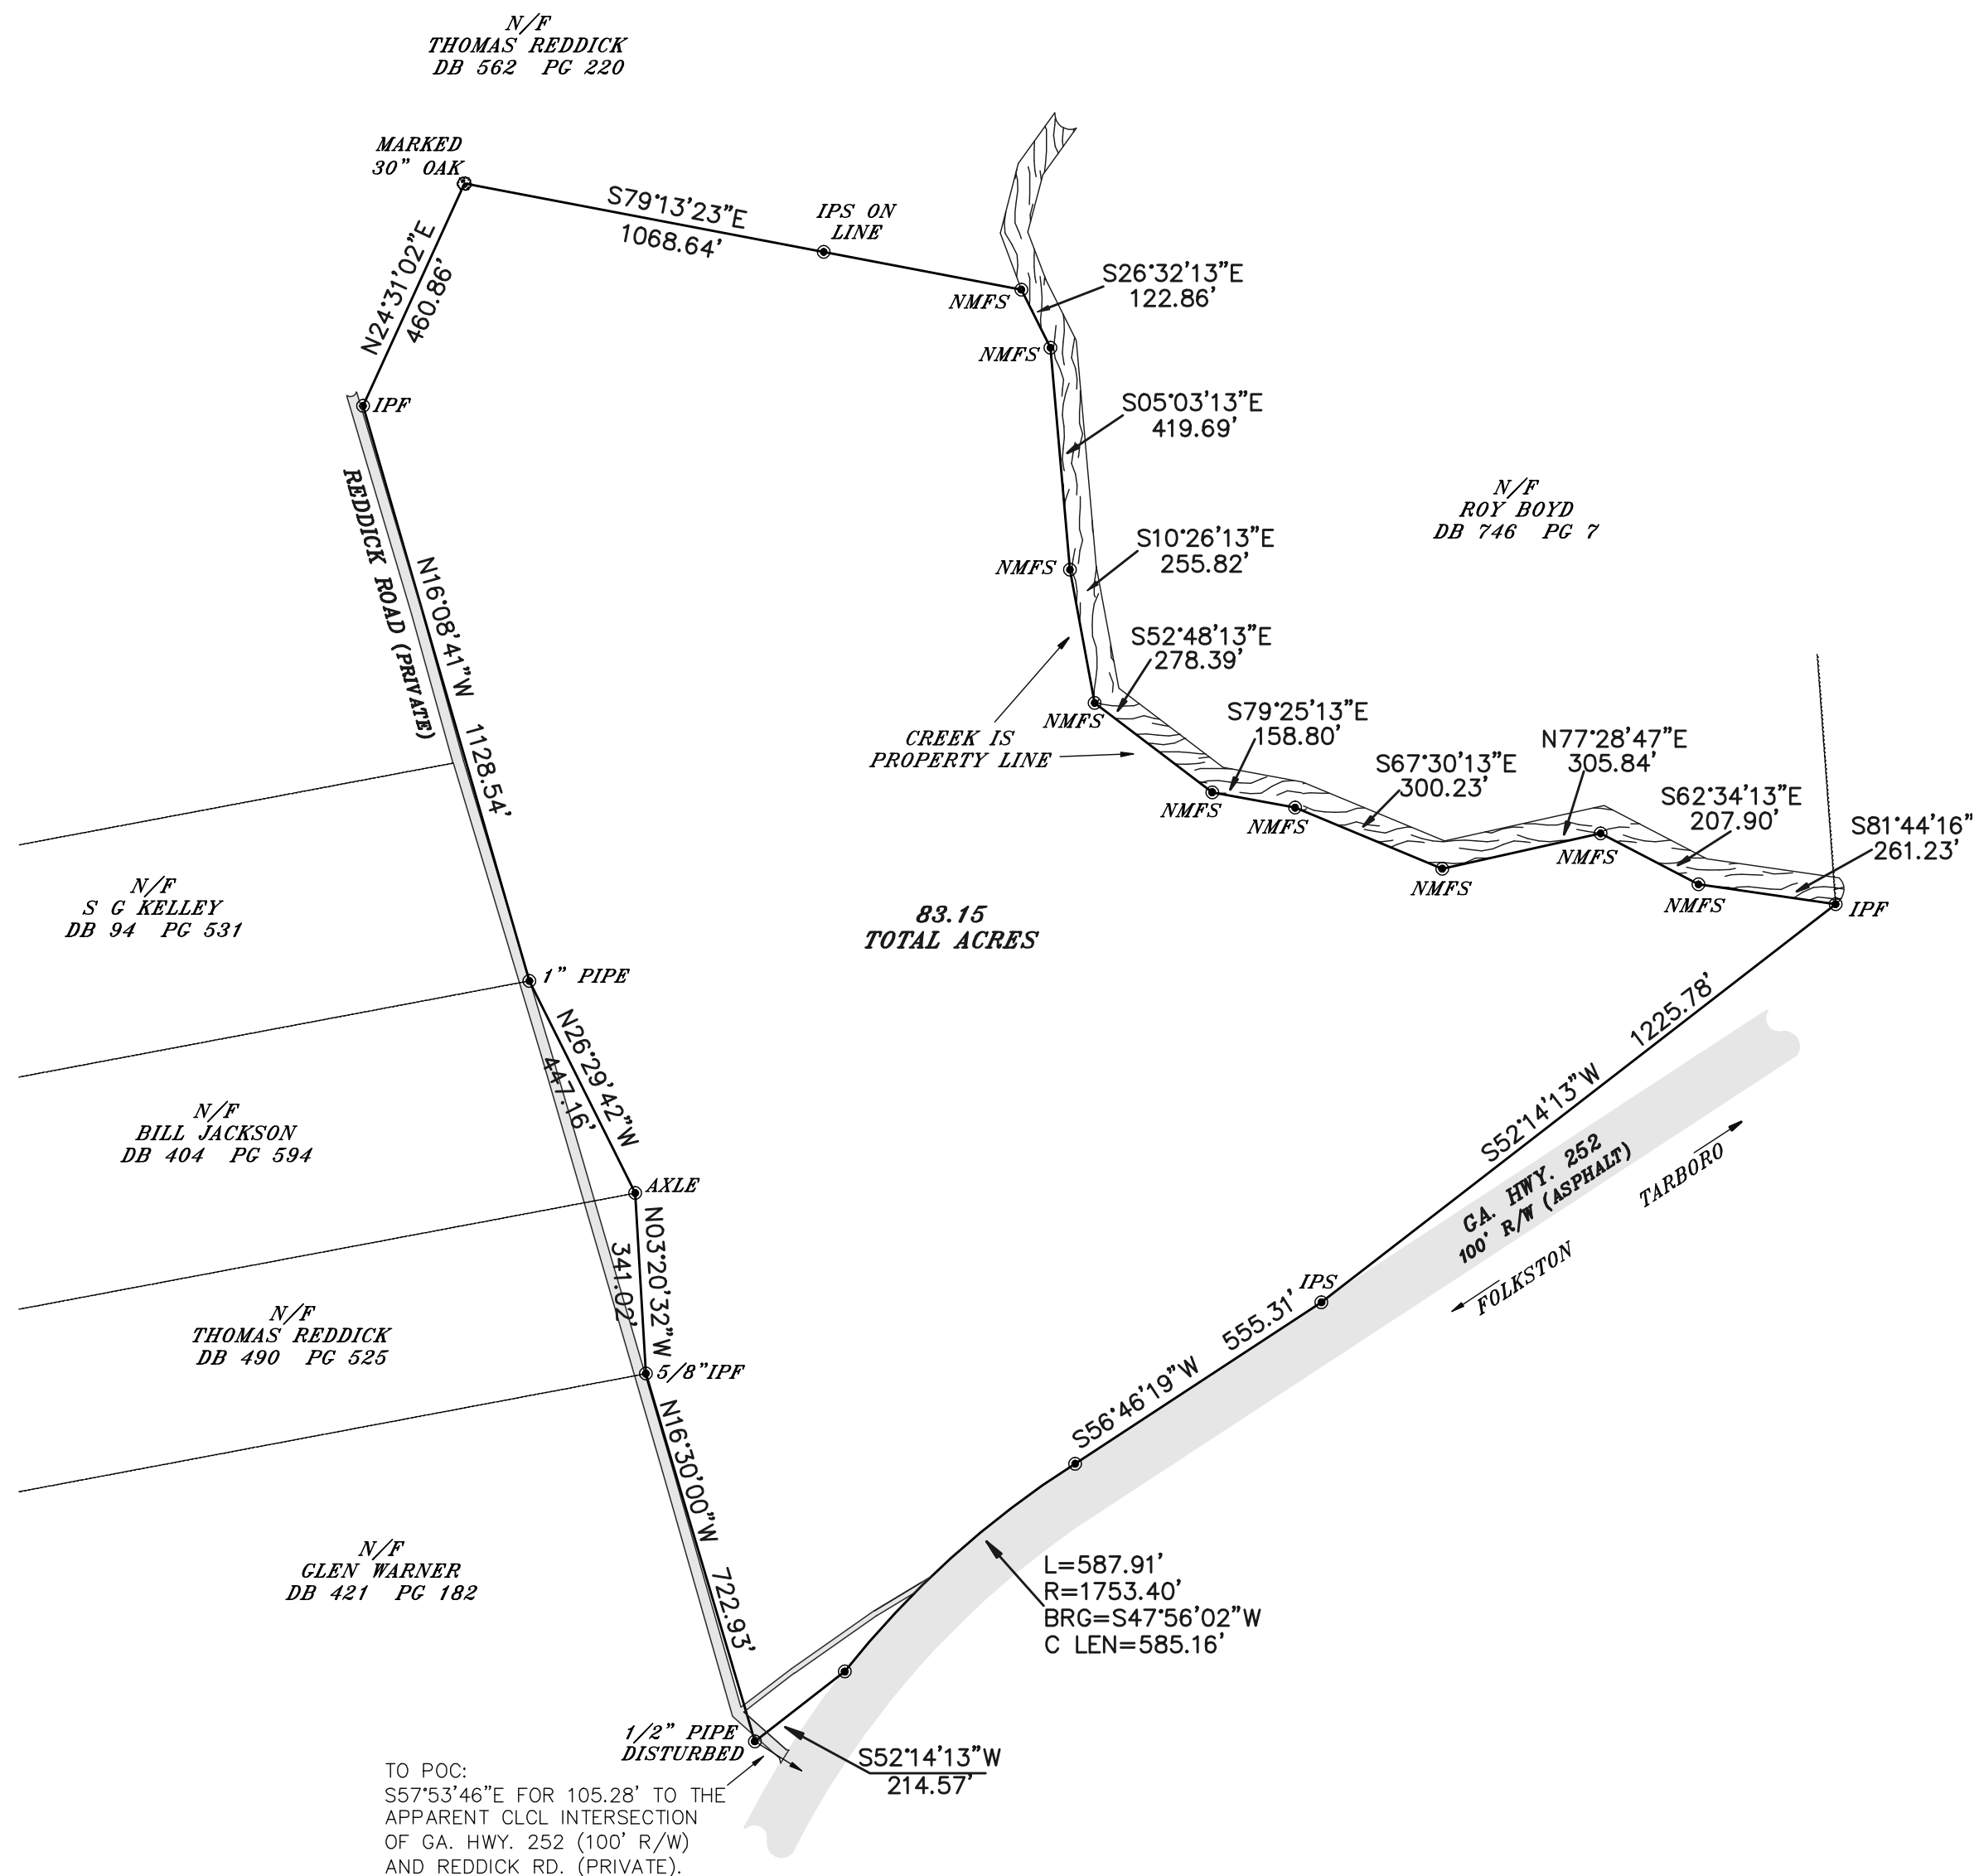 N/F
THOMAS REDDICK
DB 562 PG 220
MARKED
30" OAK
S79°13'23"E
1068.64'
IPS ON
LINE
N24°31'02"E
460.86'
NMFS
S26°32'13"E
122.86'
NMFS
IPF
S05°03'13"E
419.69'
REDDICK ROAD (PRIVATE)
N/F
ROY BOYD
DB 746 PG 7
N16°08'41"W 1128.54'
S10°26'13"E
255.82'
NMFS
S52°48'13"E
278.39'
NMFS
CREEK IS
PROPERTY LINE
S79°25'13"E
158.80'
NMFS
S67°30'13"E
300.23'
NMFS
N77°28'47"E
305.84'
NMFS
S62°34'13"E
207.90'
NMFS
S81°44'16"
261.23'
NMFS
IPF
N/F
S G KELLEY
DB 94 PG 531
83.15
TOTAL ACRES
1" PIPE
N26°29'42"W
447.16'
S52°14'13"W 1225.78'
N/F
BILL JACKSON
DB 404 PG 594
GA. HWY. 252
100' R/W (ASPHALT)
TARBORO
FOLKSTON
AXLE
N03°20'32"W
341.02'
IPS
N/F
THOMAS REDDICK
DB 490 PG 525
5/8"IPF
S56°46'19"W 555.31'
N16°30'00"W 722.93'
N/F
GLEN WARNER
DB 421 PG 182
L=587.91'
R=1753.40'
BRG=S47°56'02"W
C LEN=585.16'
1/2" PIPE
DISTURBED
S52°14'13"W
214.57'
TO POC:
S57°53'46"E FOR 105.28' TO THE
APPARENT CLCL INTERSECTION
OF GA. HWY. 252 (100' R/W)
AND REDDICK RD. (PRIVATE).